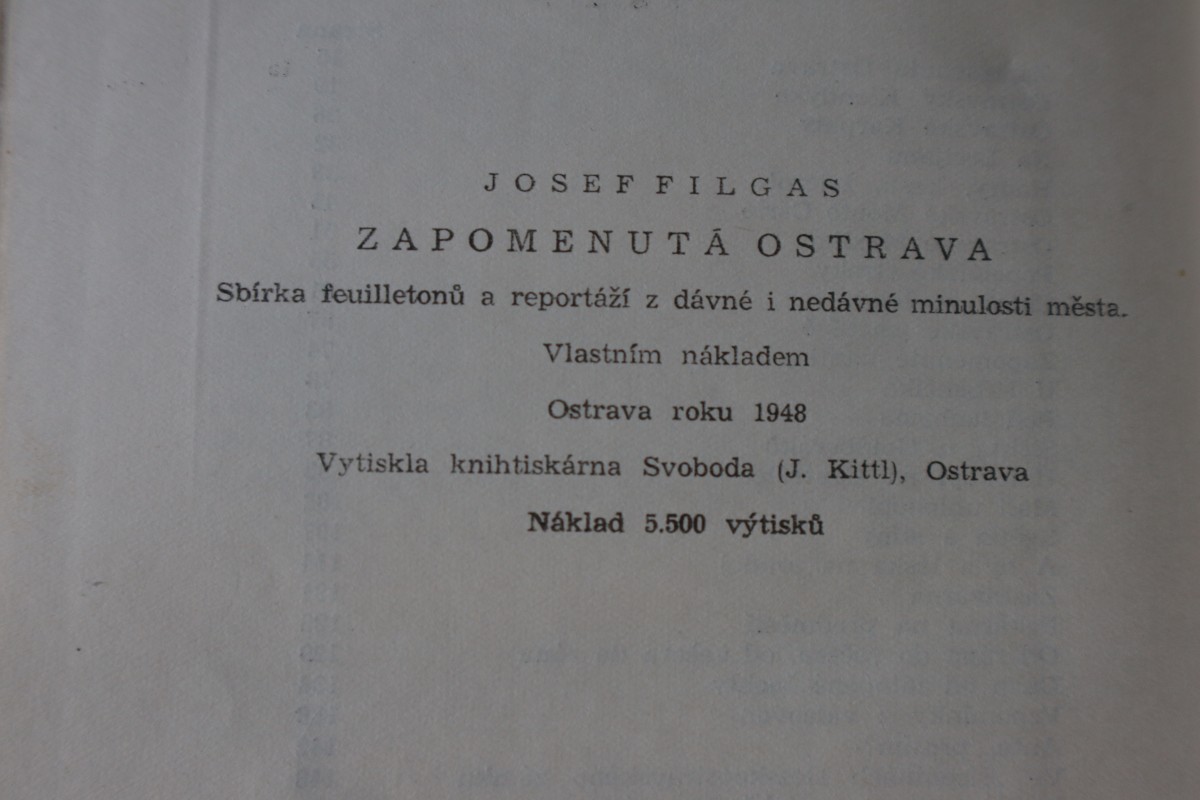 JOSEF FILGAS
ZAPOMENUTÁ OSTRAVA
Sbírka feuilletonů a reportáží z dávné i nedávné minulosti města.
Vlastním nákladem
Ostrava roku 1948
Vytiskla knihtiskárna Svoboda (J. Kittl), Ostrava
Náklad 5.500 výtisků